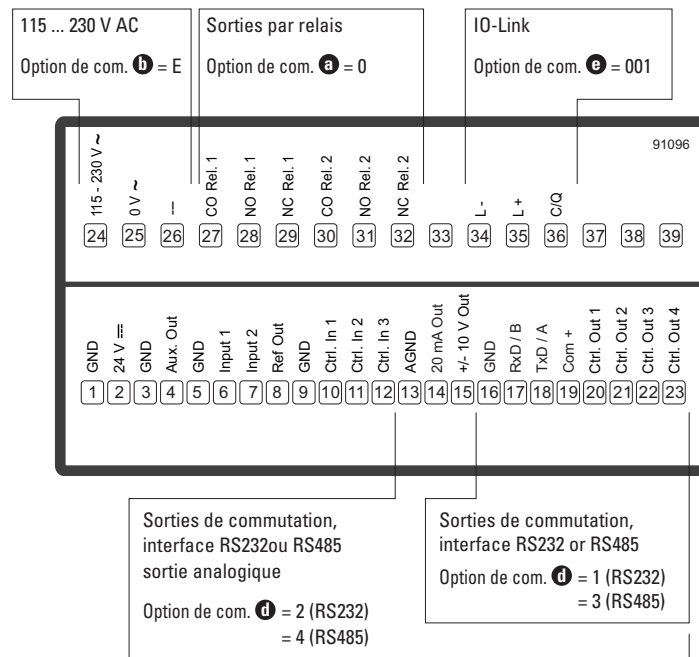 115 ... 230 V AC
Option de com. b = E
Sorties par relais
Option de com. a = 0
IO-Link
Option de com. e = 001
91096
115 - 230 V ~
0 V ~
---
CO Rel. 1
NO Rel. 1
NC Rel. 1
CO Rel. 2
NO Rel. 2
NC Rel. 2
L -
L +
C/Q
24 25 26 27 28 29 30 31 32 33 34 35 36 37 38 39
GND
24 V ⎓
GND
Aux. Out
GND
Input 1
Input 2
Ref Out
GND
Ctrl. In 1
Ctrl. In 2
Ctrl. In 3
AGND
20 mA Out
+/- 10 V Out
GND
RxD / B
TxD / A
Com +
Ctrl. Out 1
Ctrl. Out 2
Ctrl. Out 3
Ctrl. Out 4
1 2 3 4 5 6 7 8 9 10 11 12 13 14 15 16 17 18 19 20 21 22 23
Sorties de commutation,
interface RS232ou RS485
sortie analogique
Option de com. d = 2 (RS232)
= 4 (RS485)
Sorties de commutation,
interface RS232 or RS485
Option de com. d = 1 (RS232)
= 3 (RS485)